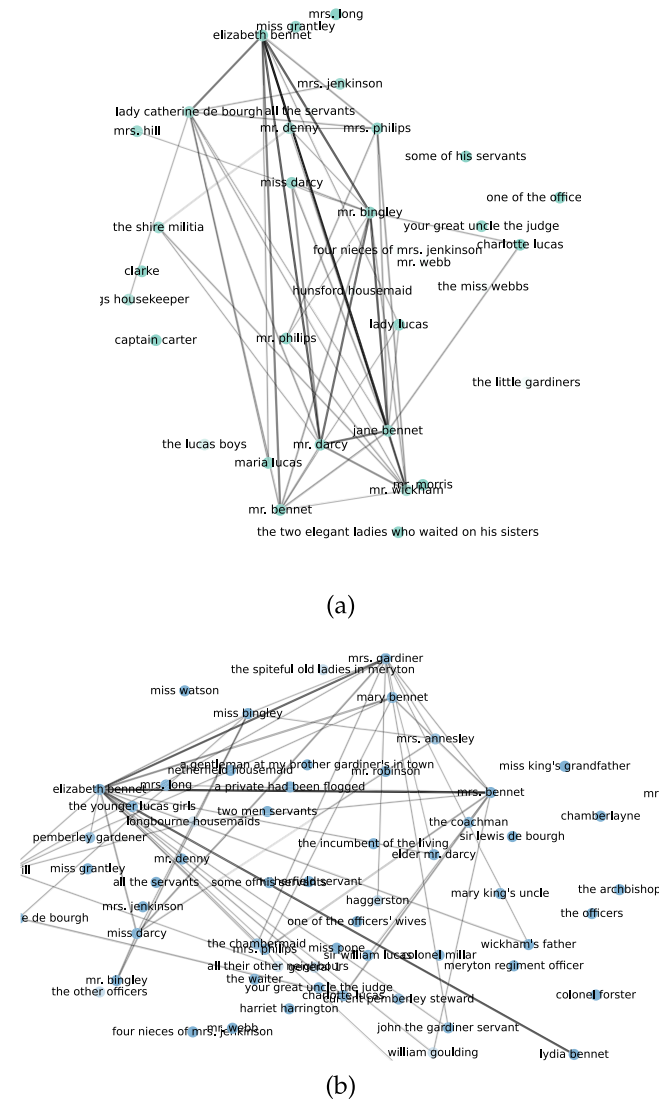 mrs. long
miss grantley
elizabeth bennet
mrs. jenkinson
lady catherine de bourgh
all the servants
mrs. hill
mr. denny
mrs. philips
some of his servants
miss darcy
one of the office
mr. bingley
the shire militia
your great uncle the judge
charlotte lucas
four nieces of mrs. jenkinson
mr. webb
clarke
hunsford housemaid
the miss webbs
gs housekeeper
lady lucas
captain carter
mr. philips
the little gardiners
jane bennet
the lucas boys
mr. darcy
maria lucas
mr. morris
mr. wickham
mr. bennet
the two elegant ladies who waited on his sisters
(a)
mrs. gardiner
the spiteful old ladies in meryton
miss watson
mary bennet
miss bingley
mrs. annesley
a gentleman at my brother gardiner's in town
netherfield housemaid
mr. robinson
miss king's grandfather
elizabeth bennet
mrs. long
a private had been flogged
mrs. bennet
mr
the younger lucas girls
two men servants
chamberlayne
longbourne housemaids
the coachman
pemberley gardener
the incumbent of the living
sir lewis de bourgh
elder mr. darcy
mr. denny
ill
miss grantley
all the servants
some of his servants
mary king's uncle
the archbishop
haggerston
mrs. jenkinson
the officers
e de bourgh
one of the officers' wives
miss darcy
the chambermaid
mrs. philips
miss pope
wickham's father
sir william lucas
colonel millar
all their other neighbours
general 1
meryton regiment officer
mr. bingley
the waiter
your great uncle the judge
the other officers
charlotte lucas
current pemberley steward
colonel forster
harriet harrington
four nieces of mrs. jenkinson
mr. webb
john the gardiner servant
william goulding
lydia bennet
(b)